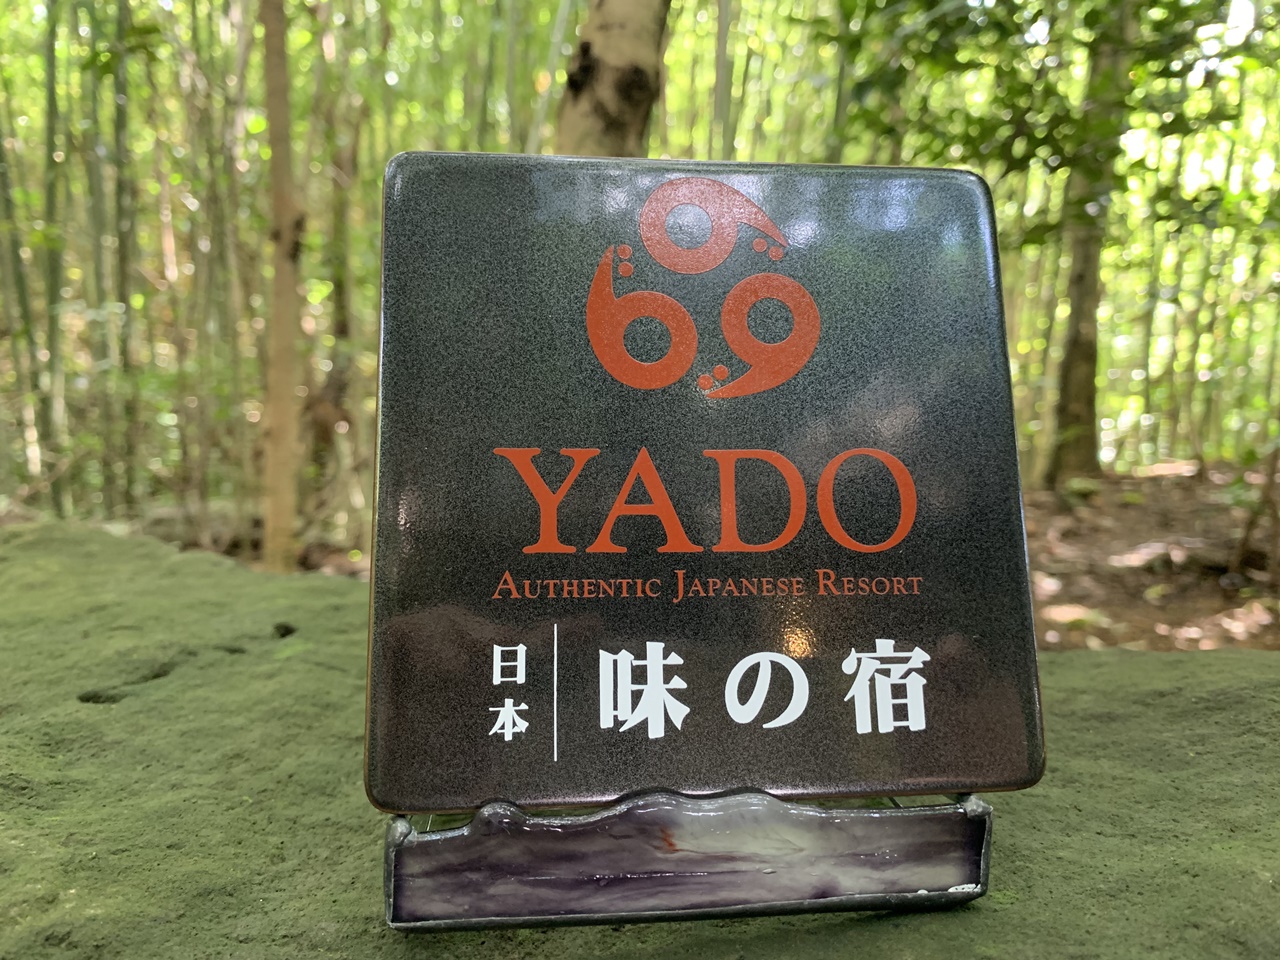 YADO
AUTHENTIC JAPANESE RESORT
日本
味の宿